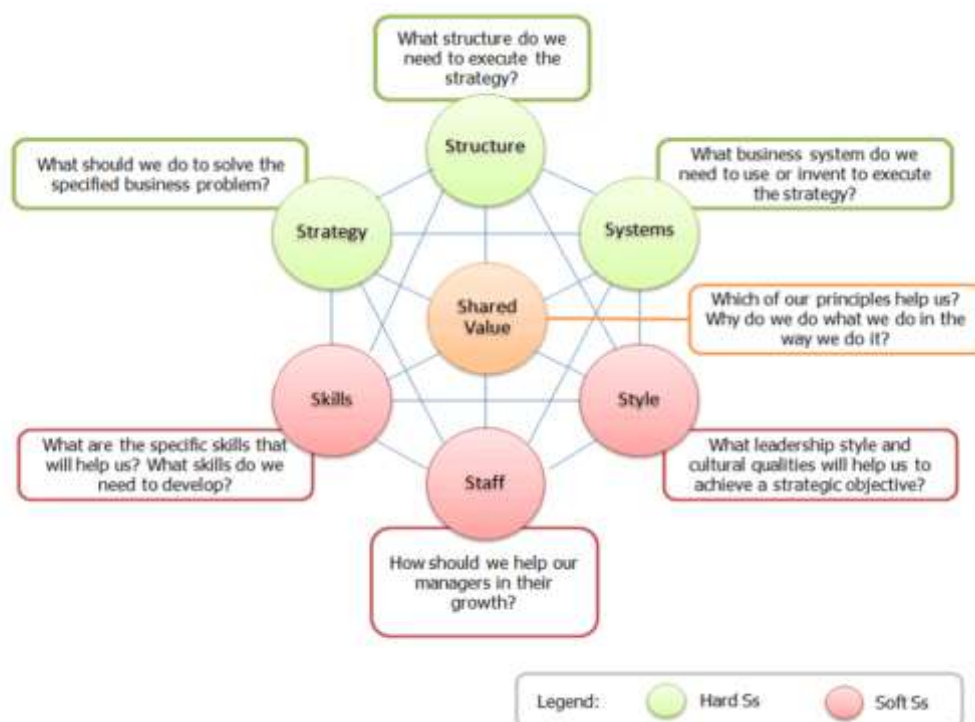 What structure do we
need to execute the
strategy?
Structure
What should we do to solve the
specified business problem?
What business system do we
need to use or invent to execute
the strategy?
Strategy
Systems
Shared
Value
Which of our principles help us?
Why do we do what we do in the
way we do it?
Skills
Style
What are the specific skills that
will help us? What skills do we
need to develop?
What leadership style and
cultural qualities will help us to
achieve a strategic objective?
Staff
How should we help our
managers in their
growth?
Legend:
Hard Ss
Soft Ss